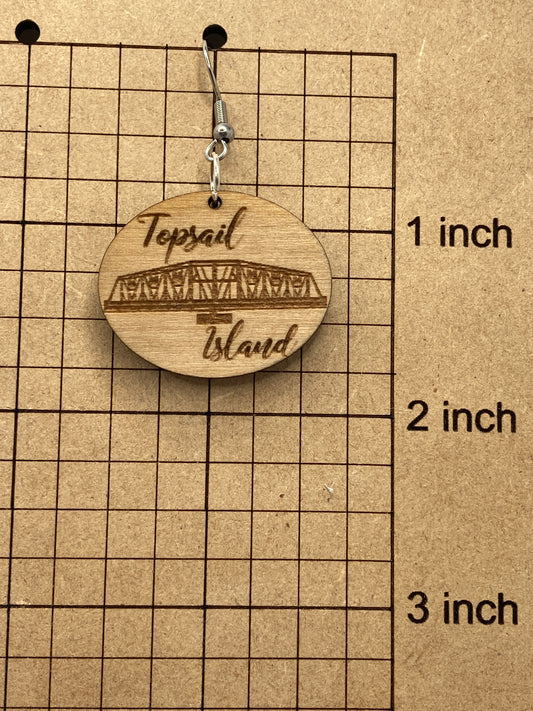 Topsail
1 inch
Island
2 inch
3 inch